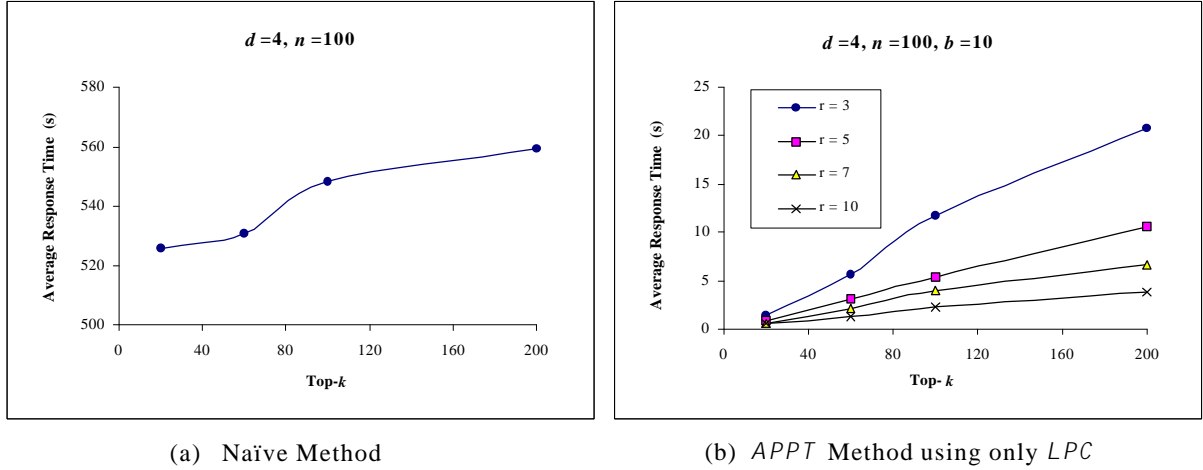 d =4, n =100
Average Response Time (s)
580
560
540
520
500
0 40 80 120 160 200
Top-k
(a) Naïve Method
d =4, n =100, b =10
Average Response Time (s)
25
20
15
10
5
0
r = 3
r = 5
r = 7
r = 10
0 40 80 120 160 200
Top-k
(b) APPT Method using only LPC